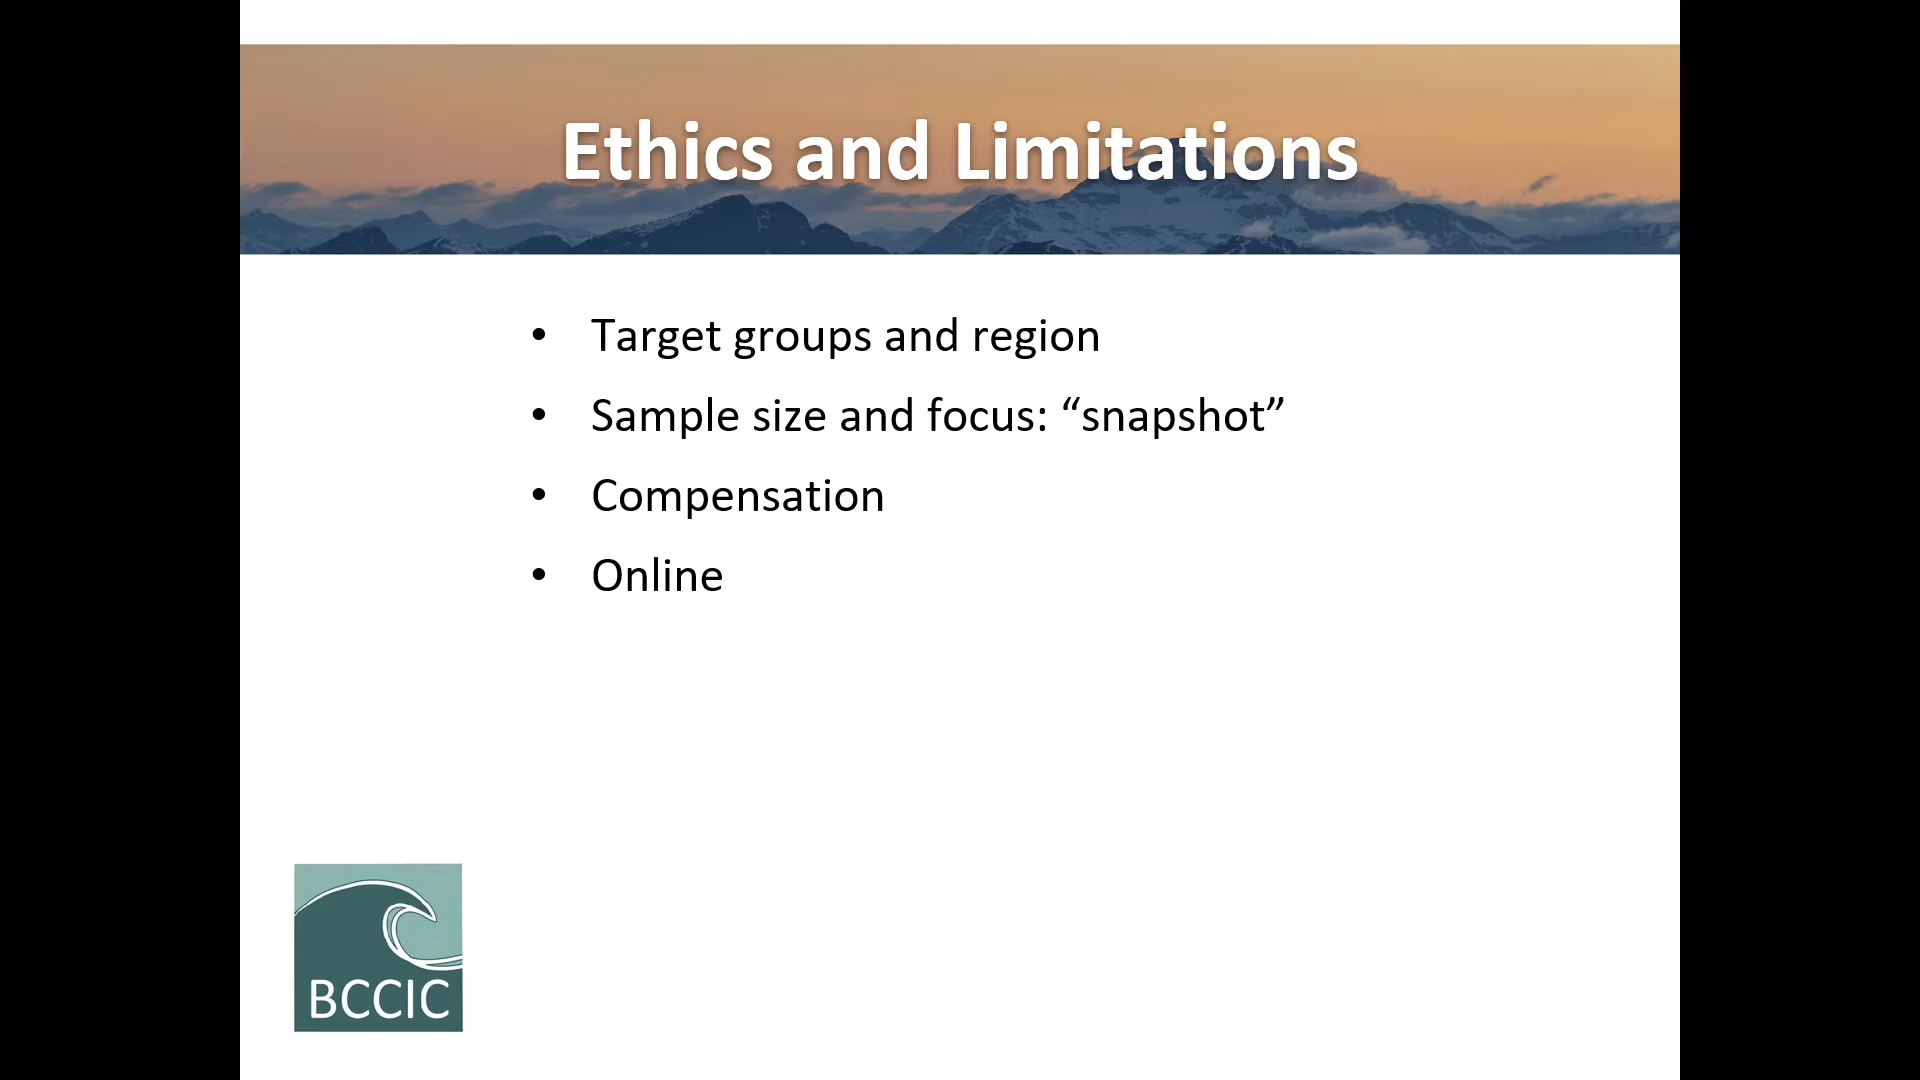 Ethics and Limitations
• Target groups and region
• Sample size and focus: “snapshot”
• Compensation
• Online
BCCIC